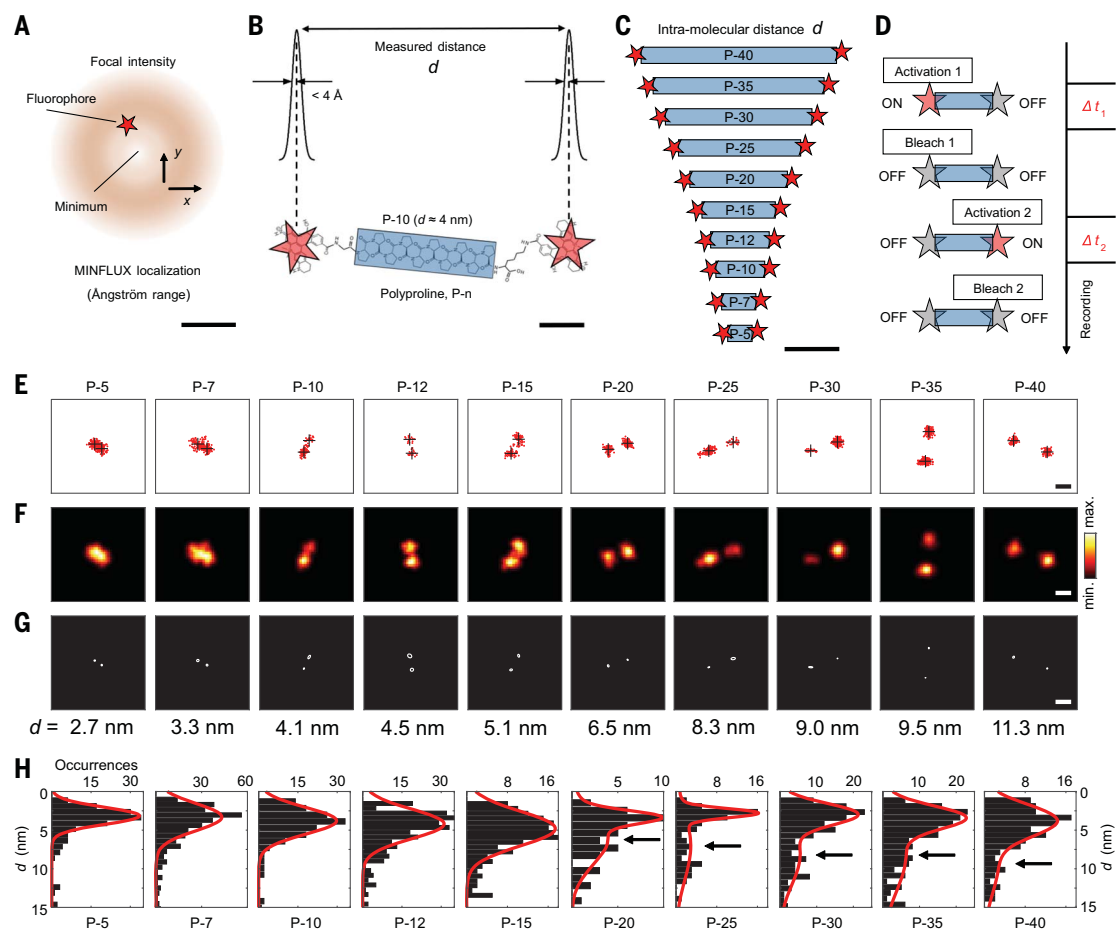 A
Focal intensity
Fluorophore
y
x
Minimum
MINFLUX localization
(Ångström range)
B
Measured distance
d
< 4 Å
P-10 (d ≈ 4 nm)
Polyproline, P-n
C
Intra-molecular distance d
P-40
P-35
P-30
P-25
P-20
P-15
P-12
P-10
P-7
P-5
D
Activation 1
ON OFF Δt1
Bleach 1
OFF OFF
Activation 2
OFF ON Δt2
Bleach 2
OFF OFF
Recording
E
P-5 P-7 P-10 P-12 P-15 P-20 P-25 P-30 P-35 P-40
F
min. max.
G
d = 2.7 nm 3.3 nm 4.1 nm 4.5 nm 5.1 nm 6.5 nm 8.3 nm 9.0 nm 9.5 nm 11.3 nm
H
Occurrences
15 30 30 60 15 30 15 30 8 16 5 10 8 16 10 20 10 20 8 16
0 0
5 5
10 10
15 15
d (nm) d (nm)
P-5 P-7 P-10 P-12 P-15 P-20 P-25 P-30 P-35 P-40